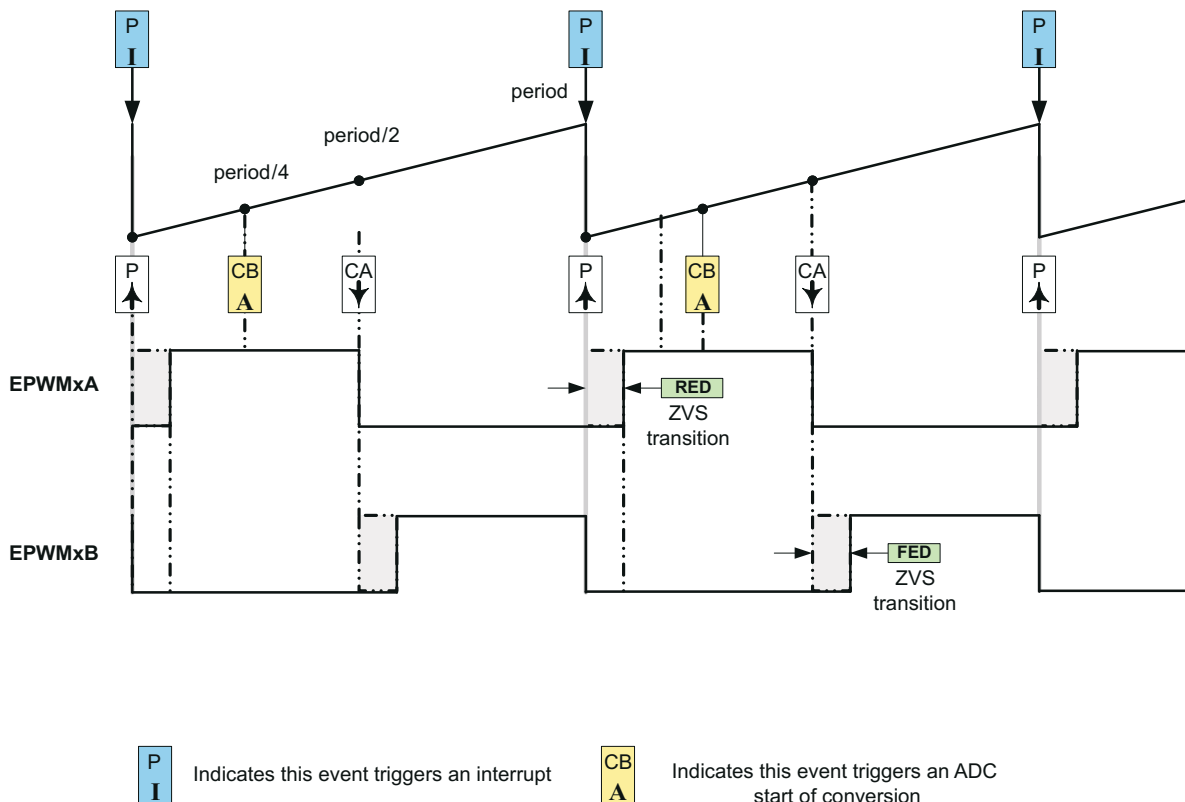 P
I
P
I
P
I
period
period/2
period/4
P
CB
A
CA
P
CB
A
CA
P
EPWMxA
RED
ZVS
transition
EPWMxB
FED
ZVS
transition
P
I
Indicates this event triggers an interrupt
CB
A
Indicates this event triggers an ADC
start of conversion